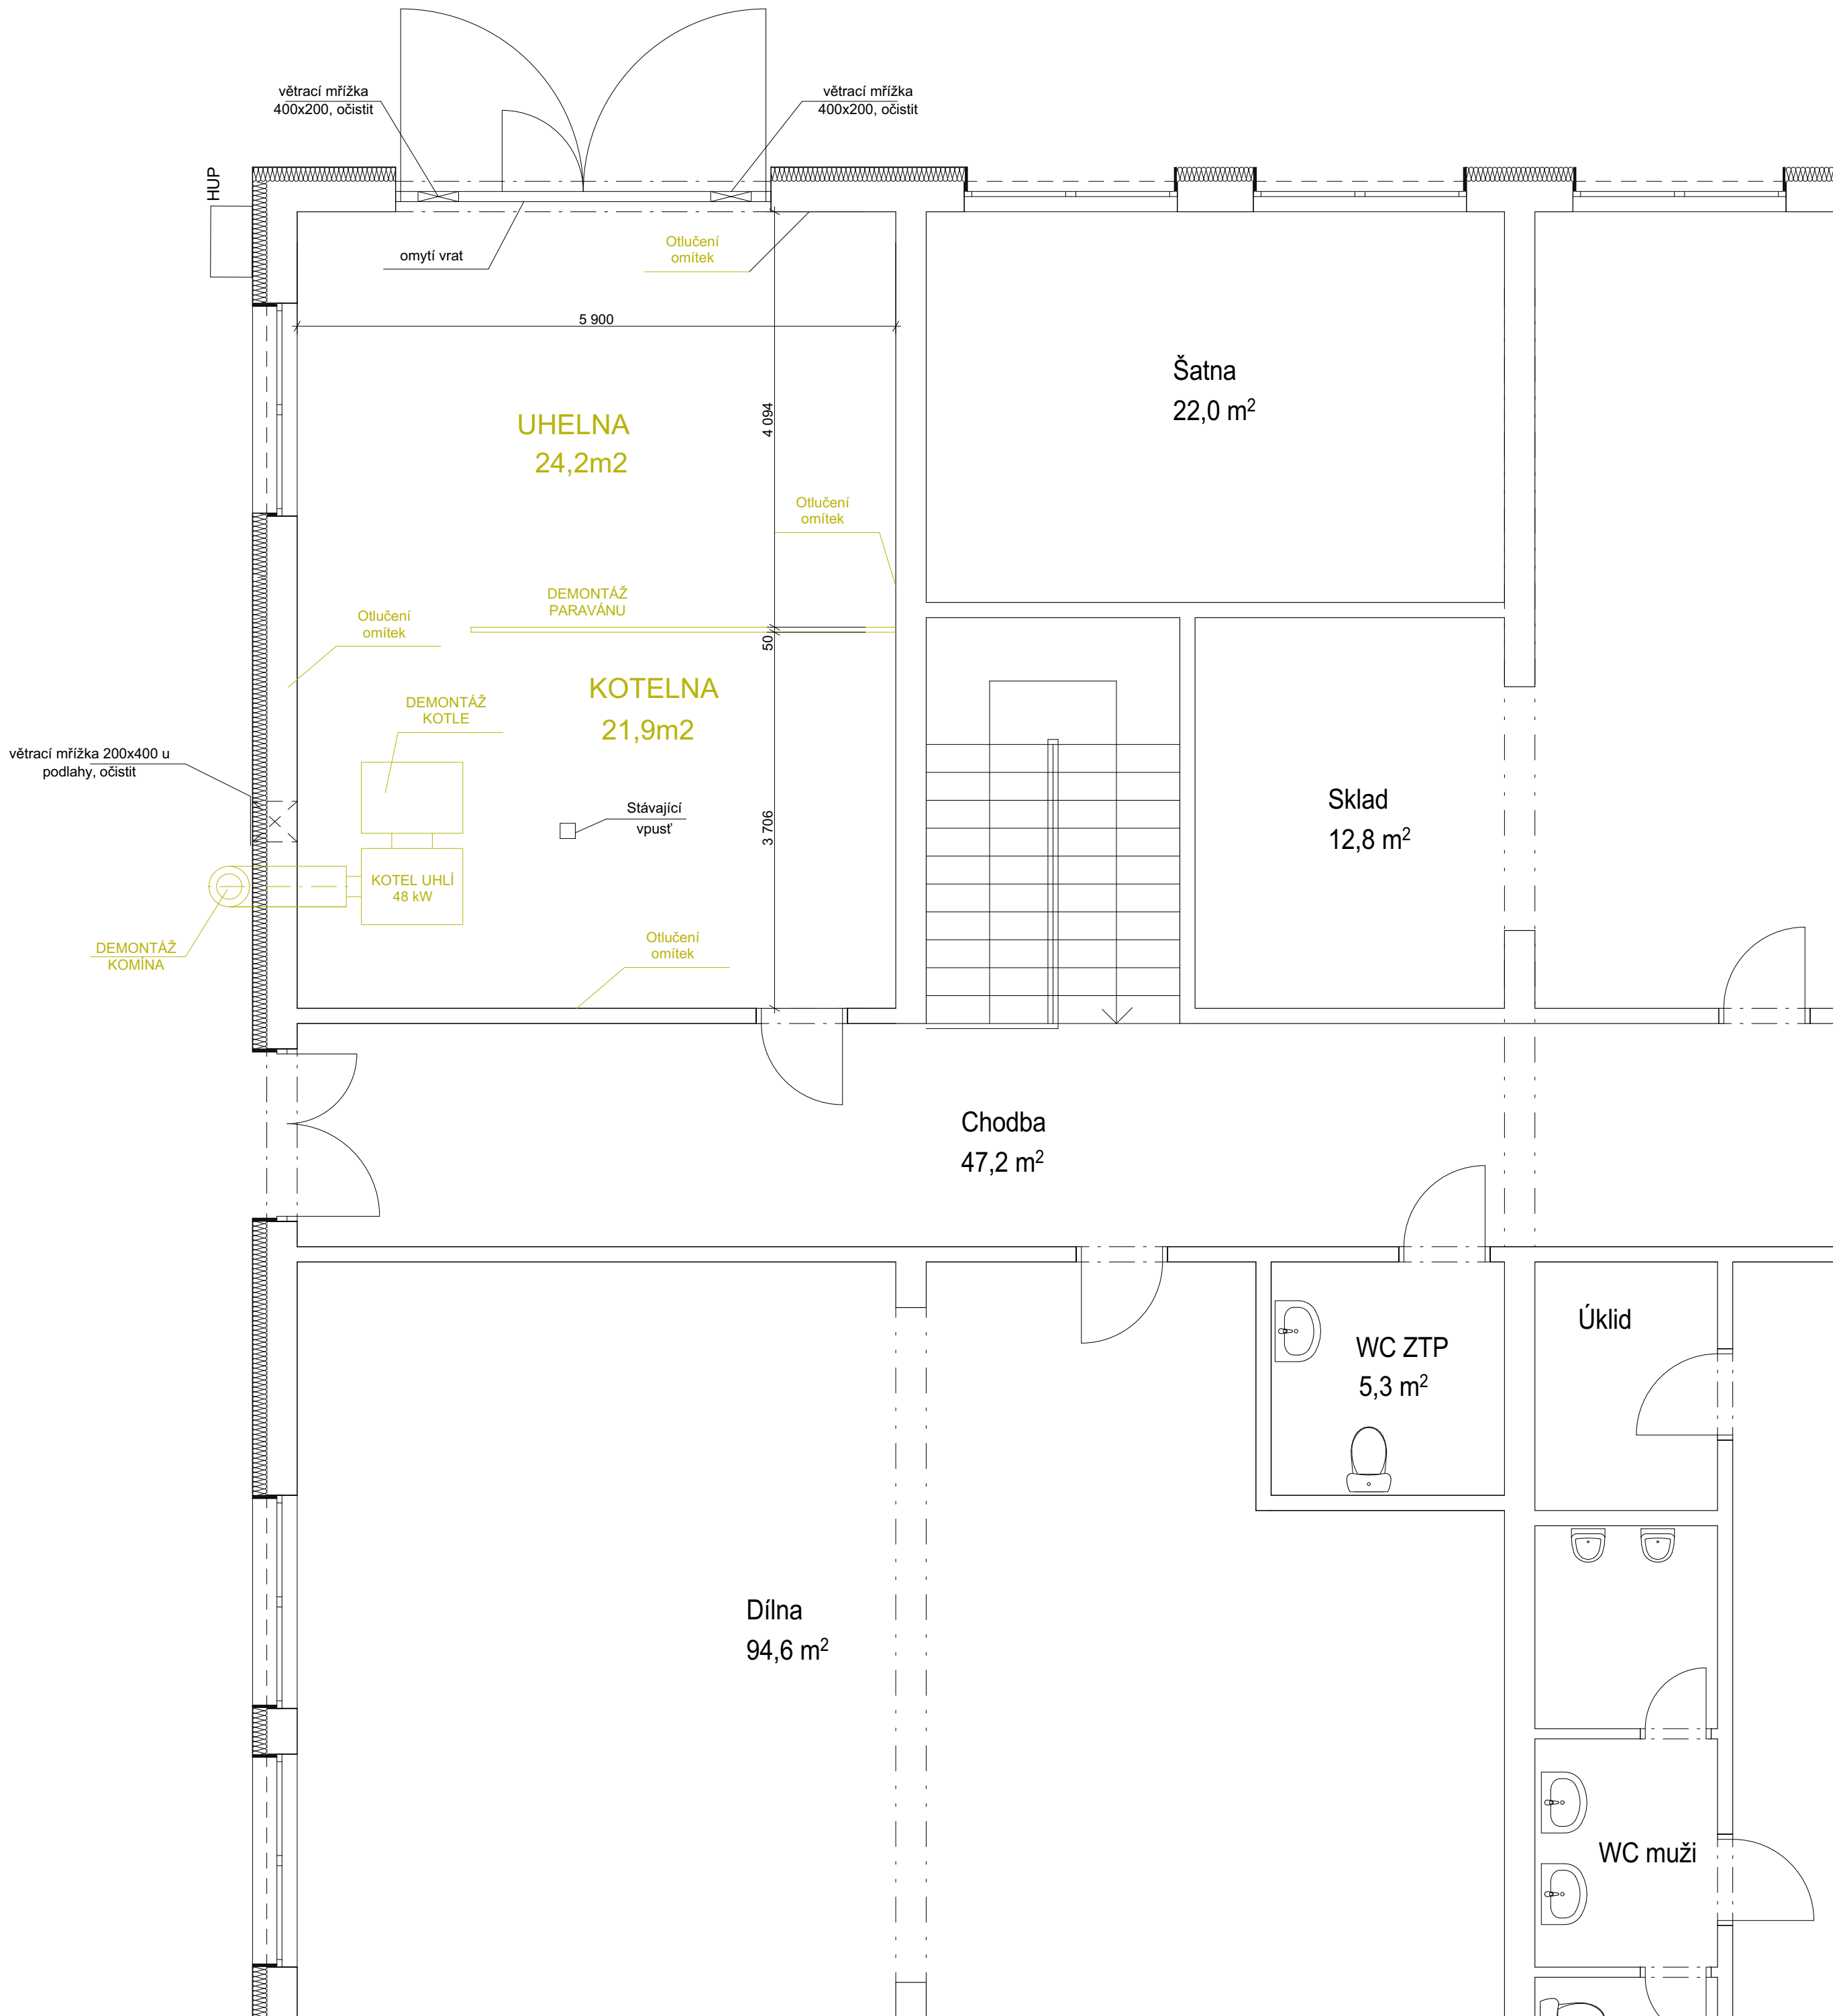 větrací mřížka
400x200, očistit
větrací mřížka
400x200, očistit
HUP
omytí vrat
Otlučení
omítek
5 900
Šatna
22,0 m²
4 094
UHELNA
24,2m2
Otlučení
omítek
DEMONTÁŽ
PARAVÁNU
Otlučení
omítek
50
KOTELNA
21,9m2
DEMONTÁŽ
KOTLE
větrací mřížka 200x400 u
podlahy, očistit
Stávající
vpusť
3 706
Sklad
12,8 m²
KOTEL UHLÍ
48 kW
DEMONTÁŽ
KOMÍNA
Otlučení
omítek
Chodba
47,2 m²
Úklid
WC ZTP
5,3 m²
Dílna
94,6 m²
WC muži